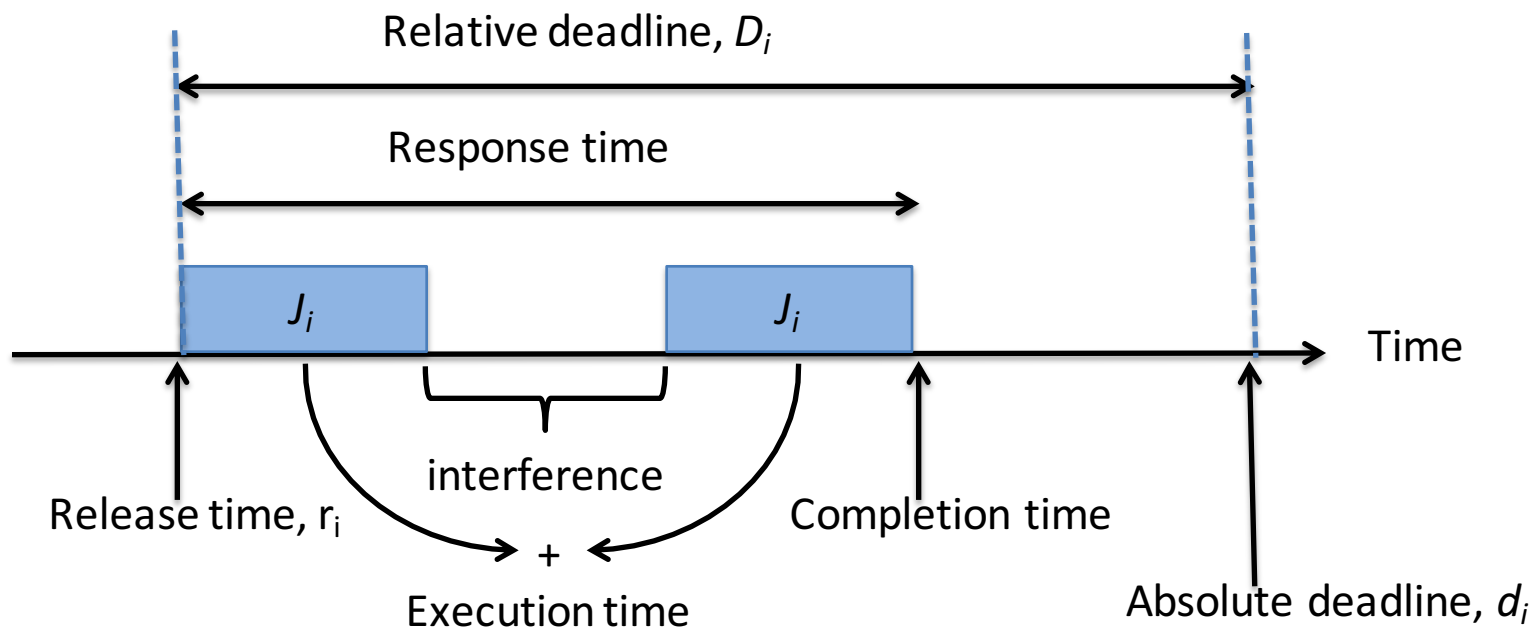 Relative deadline, Di
Response time
Ji
Ji
Time
interference
Release time, ri
Completion time
+
Execution time
Absolute deadline, di